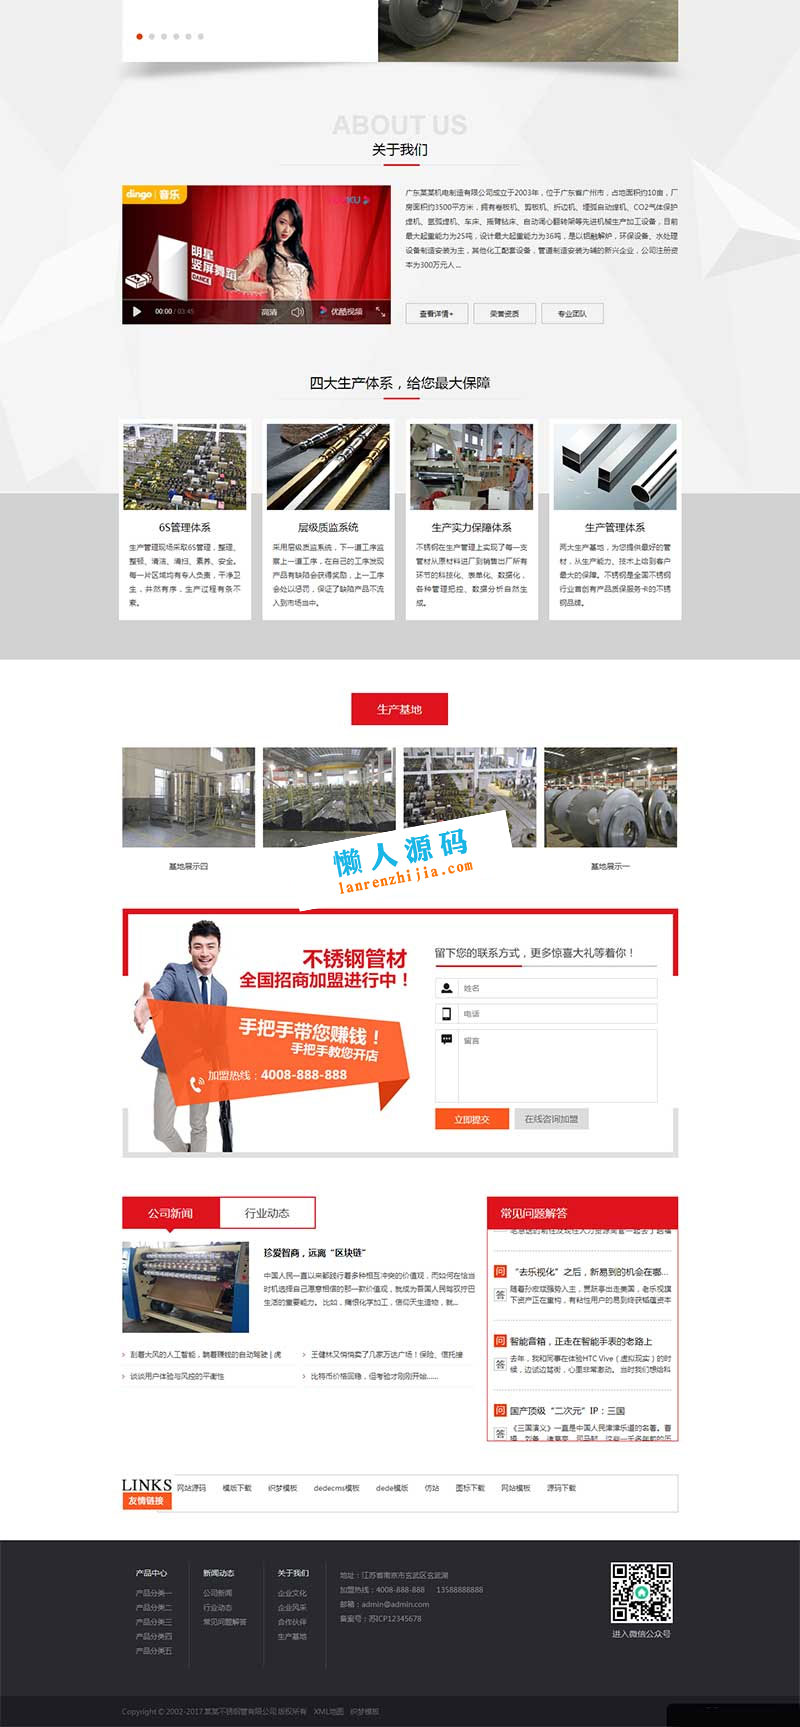 ABOUT US
关于我们
dingo 音乐
明星
竖屏舞蹈
DANCE
00:00 / 03:45
高清
优酷视频
广东某某机电制造有限公司成立于2003年，位于广东省广州市，占地面积约10亩，厂
房面积约3500平方米，拥有卷板机、剪板机、折边机、埋弧自动焊机、CO2气体保护
焊机、氩弧焊机、车床、摇臂钻床、自动调心翻转架等先进机械生产加工设备，目前
最大起重能力为25吨，设计最大起重能力为36吨，是以铝融解炉，环保设备、水处理
设备制造安装为主，其他化工配套设备，管道制造安装为辅的新兴企业，公司注册资
本为300万元人...
查看详情+
荣誉资质
专业团队
四大生产体系，给您最大保障
6S管理体系
生产管理现场采取6S管理，整理、
整顿、清洁、清扫、素养、安全。
每一片区域均有专人负责，干净卫
生，井然有序，生产过程有条不
紊。
层级质监系统
采用层级质监系统，下一道工序监
察上一道工序，在自己的工序发现
产品有缺陷会获得奖励，上一工序
会处以惩罚，保证了缺陷产品不流
入到市场当中。
生产实力保障体系
不锈钢在生产管理上实现了每一支
管材从原材料进厂到销售出厂所有
环节的科技化、表单化、数据化，
各种管理把控、数据分析自然生
成。
生产管理体系
两大生产基地，为您提供最好的管
材，从生产能力、技术上给到客户
最大的保障。不锈钢是全国不锈钢
行业首创有产品质保服务卡的不锈
钢品牌。
生产基地
基地展示四
基地展示一
懒人源码
lanrenzhijia.com
不锈钢管材
全国招商加盟进行中！
手把手带您赚钱！
手把手教您开店
加盟热线：4008-888-888
留下您的联系方式，更多惊喜大礼等着你！
姓名
电话
留言
立即提交
在线咨询加盟
公司新闻
行业动态
珍爱智商，远离“区块链”
中国人民一直以来都践行着多种相互冲突的价值观，而如何在恰当
时机选择自己愿意相信的那一款价值观，就成为各国人民驾驭拧巴
生活的重要能力。 比如，痛恨化学加工，信仰天生造物，就...
刮着大风的人工智能，躺着赚钱的自动驾驶 | 虎
王健林又悄悄卖了几家万达广场！保险、信托接
谈谈用户体验与风控的平衡性
比特币价格回稳，但考验才刚刚开始......
常见问题解答
问 “去乐视化”之后，新易到的机会在哪...
答 随着孙宏斌强势入主，贾跃亭出走美国，老乐视旗
下资产正在重构，有粘性用户的易到终获韬蕴资本
问 智能音箱，正走在智能手表的老路上
答 去年，我和同事在体验HTC Vive（虚拟现实）的时
候，边试边骂街，心里非常激动。 当时我们想给科
问 国产顶级“二次元”IP：三国
答 《三国演义》一直是中国人民津津乐道的名著。曹
LINKS
友情链接
网站源码 模版下载 织梦模板 dedecms模板 dede模版 仿站 图标下载 网站模板 源码下载
产品中心
产品分类一
产品分类二
产品分类三
产品分类四
产品分类五
新闻动态
公司新闻
行业动态
常见问题解答
关于我们
企业文化
企业风采
合作伙伴
生产基地
地址：江苏省南京市玄武区玄武湖
加盟热线：4008-888-888 13588888888
邮箱：admin@admin.com
备案号：苏ICP12345678
进入微信公众号
Copyright © 2002-2017 某某不锈钢管有限公司 版权所有 XML地图 织梦模板